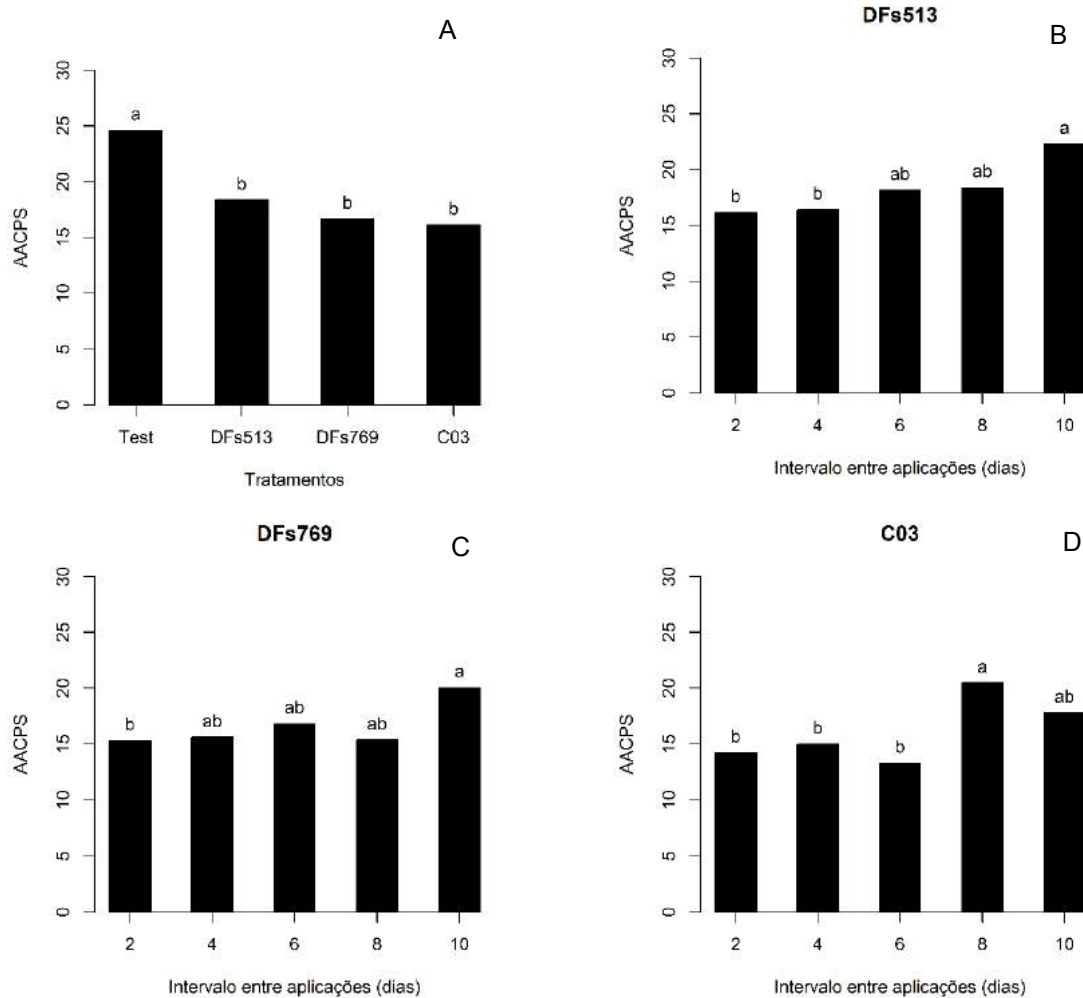 A
30
25
20
15
10
5
0
AACPS
a
b
b
b
Test DFs513 DFs769 C03
Tratamentos
DFs513
B
30
25
20
15
10
5
0
AACPS
b
b
ab
ab
a
2 4 6 8 10
Intervalo entre aplicações (dias)
DFs769
C
30
25
20
15
10
5
0
AACPS
b
ab
ab
ab
a
2 4 6 8 10
Intervalo entre aplicações (dias)
C03
D
30
25
20
15
10
5
0
AACPS
b
b
b
a
ab
2 4 6 8 10
Intervalo entre aplicações (dias)